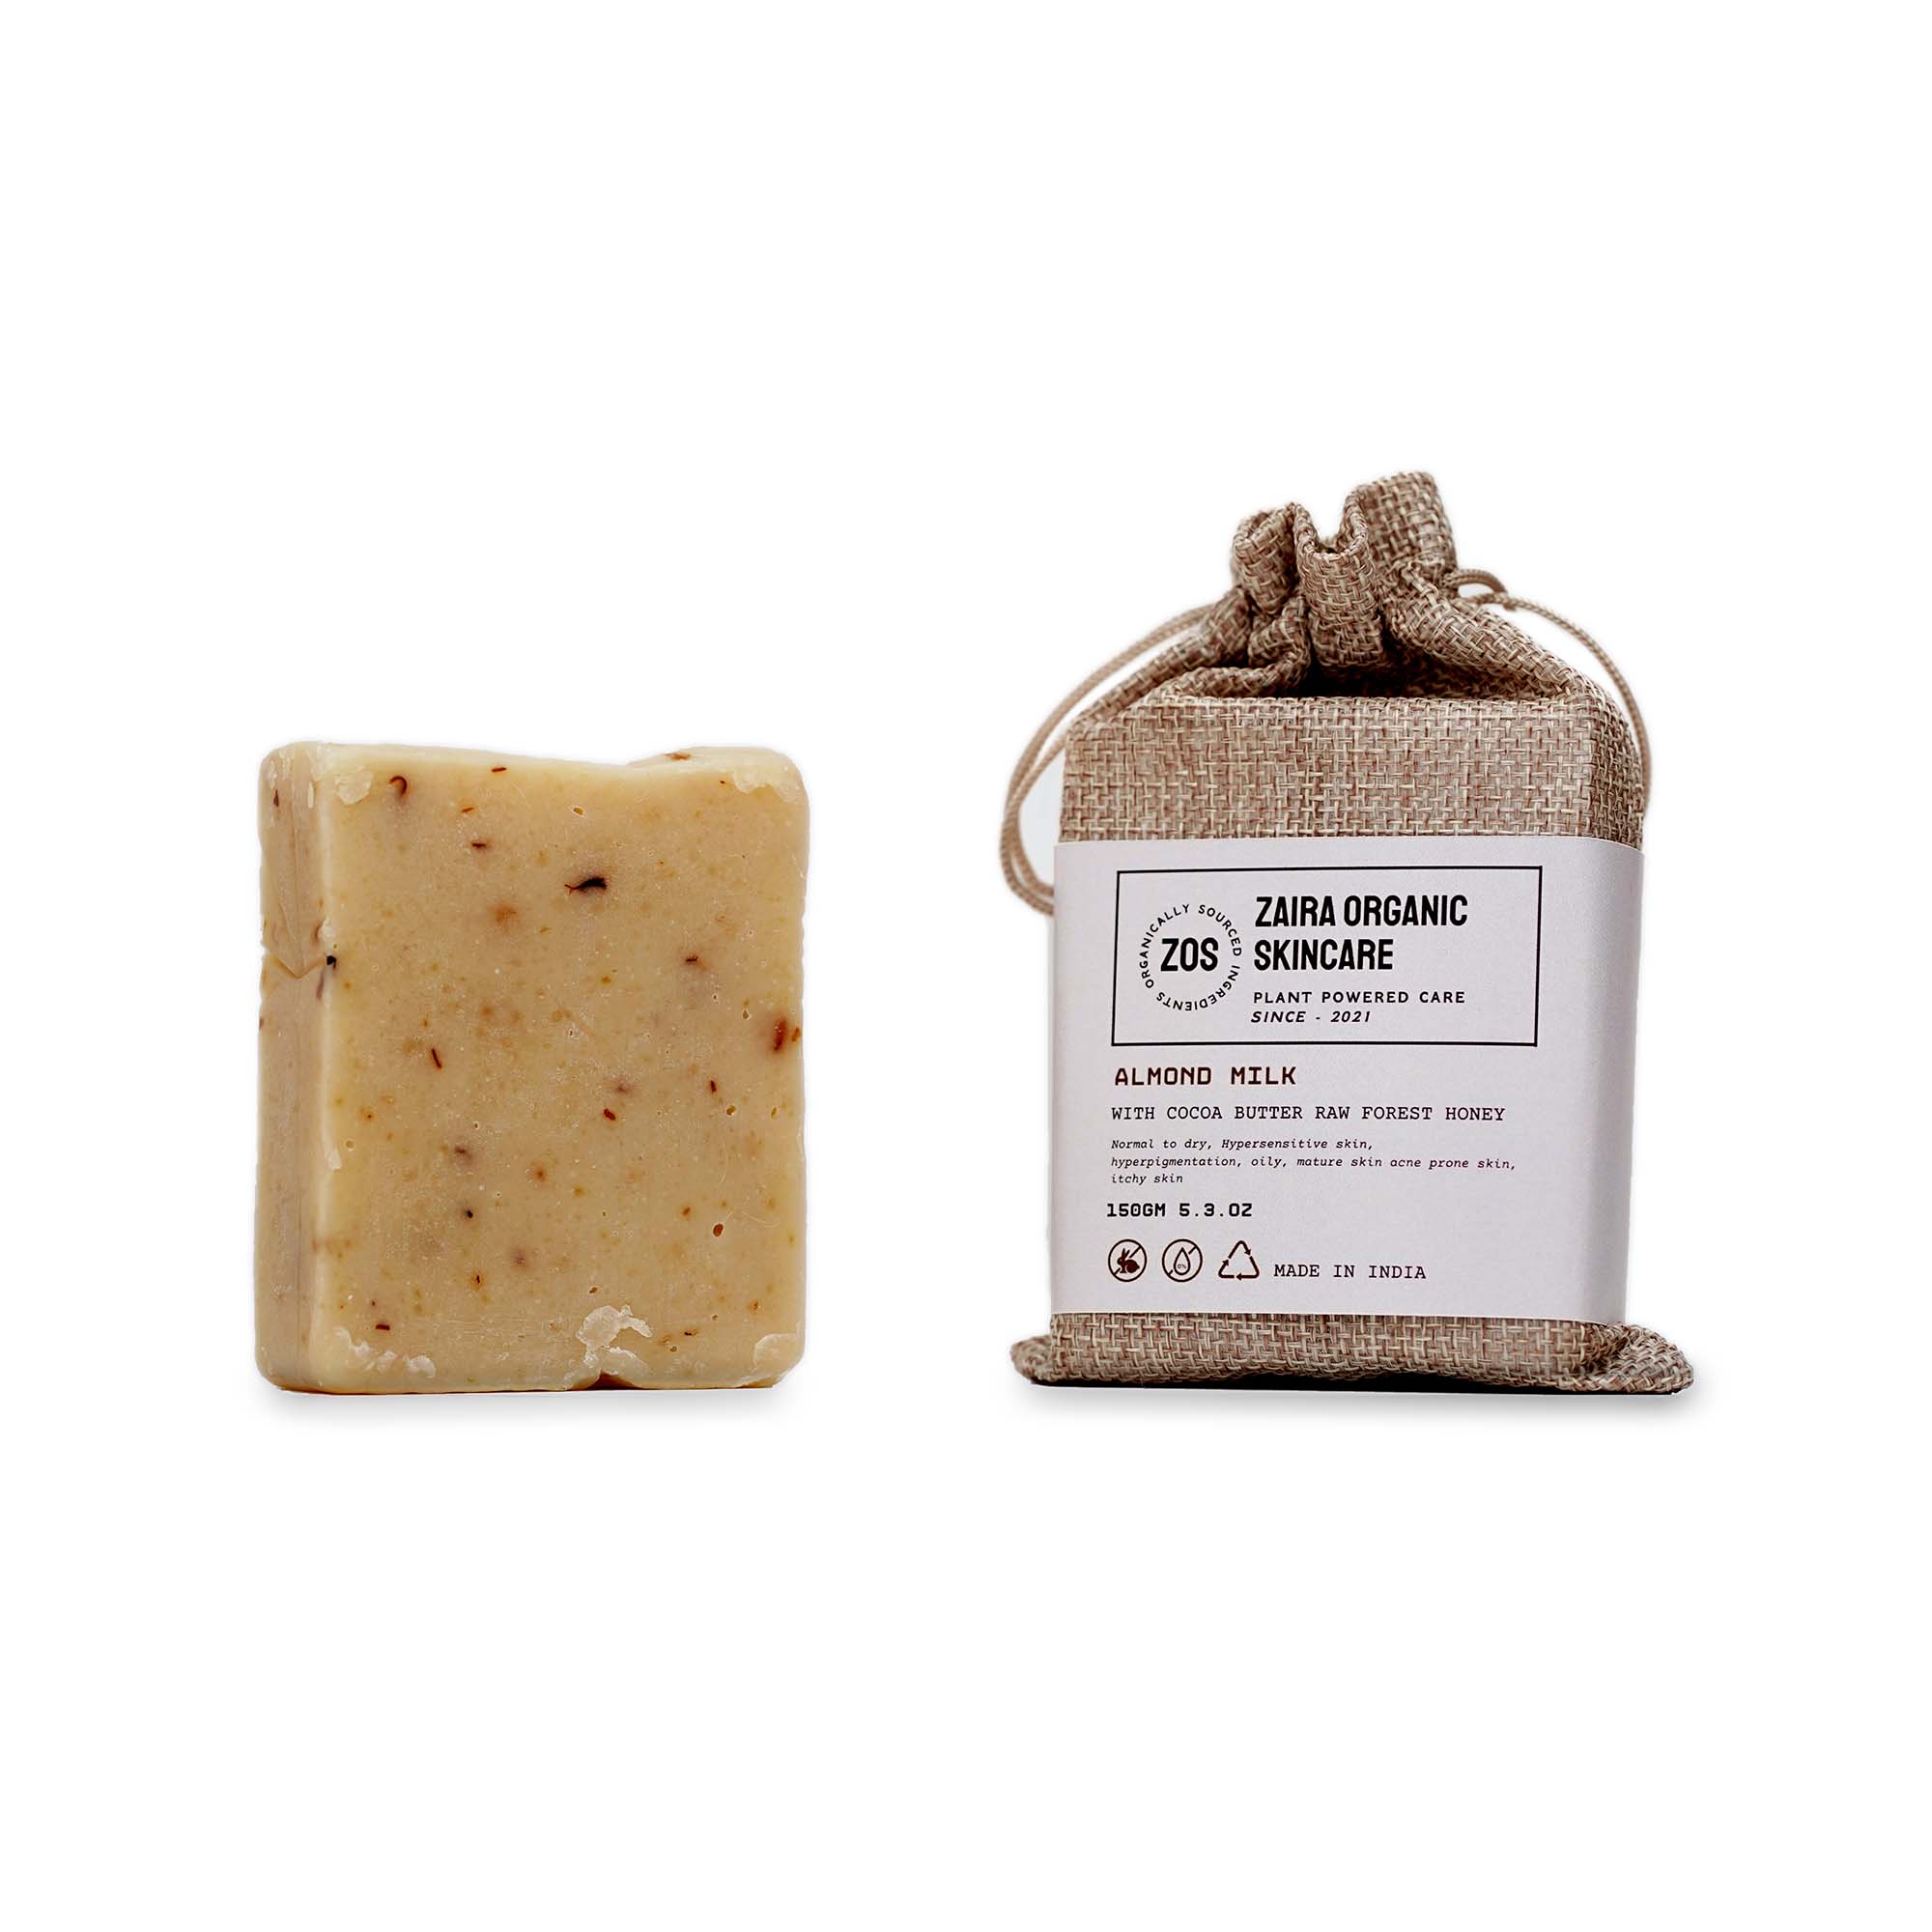 ORGANICALLY SOURCED INGREDIENTS
ZOS
ZAIRA ORGANIC
SKINCARE
PLANT POWERED CARE
SINCE - 2021
ALMOND MILK
WITH COCOA BUTTER RAW FOREST HONEY
Normal to dry, Hypersensitive skin,
hyperpigmentation, oily, mature skin acne prone skin,
itchy skin
150GM 5.3.OZ
0%
MADE IN INDIA